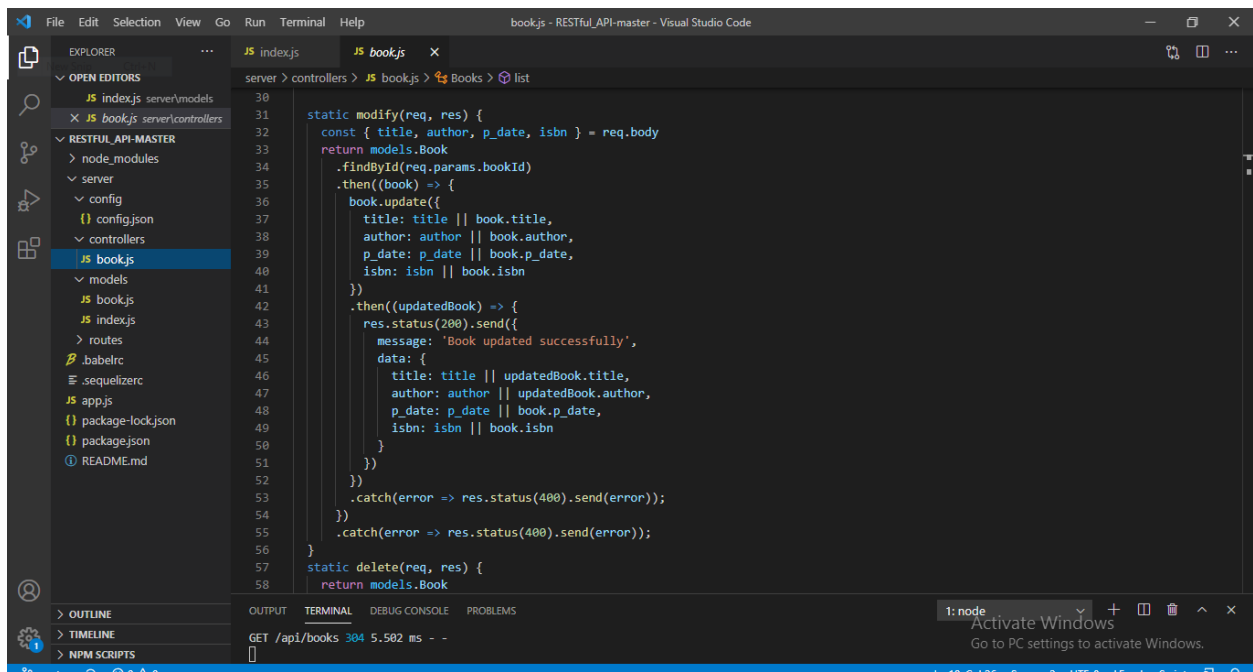 File Edit Selection View Go Run Terminal Help book.js - RESTful_API-master - Visual Studio Code
EXPLORER
OPEN EDITORS
JS index.js server\models
JS book.js server\controllers
RESTFUL_API-MASTER
node_modules
server
config
{} config.json
controllers
JS book.js
models
JS book.js
JS index.js
routes
.babelrc
.sequelizerc
JS app.js
{} package-lock.json
{} package.json
README.md
OUTLINE
TIMELINE
NPM SCRIPTS
1
JS index.js JS book.js
server > controllers > JS book.js > Books > list
30
31 static modify(req, res) {
32 const { title, author, p_date, isbn } = req.body
33 return models.Book
34 .findById(req.params.bookId)
35 .then((book) => {
36 book.update({
37 title: title || book.title,
38 author: author || book.author,
39 p_date: p_date || book.p_date,
40 isbn: isbn || book.isbn
41 })
42 .then((updatedBook) => {
43 res.status(200).send({
44 message: 'Book updated successfully',
45 data: {
46 title: title || updatedBook.title,
47 author: author || updatedBook.author,
48 p_date: p_date || book.p_date,
49 isbn: isbn || book.isbn
50 }
51 })
52 })
53 .catch(error => res.status(400).send(error));
54 })
55 .catch(error => res.status(400).send(error));
56 }
57 static delete(req, res) {
58 return models.Book
OUTPUT TERMINAL DEBUG CONSOLE PROBLEMS 1: node
GET /api/books 304 5.502 ms - -
Activate Windows
Go to PC settings to activate Windows.